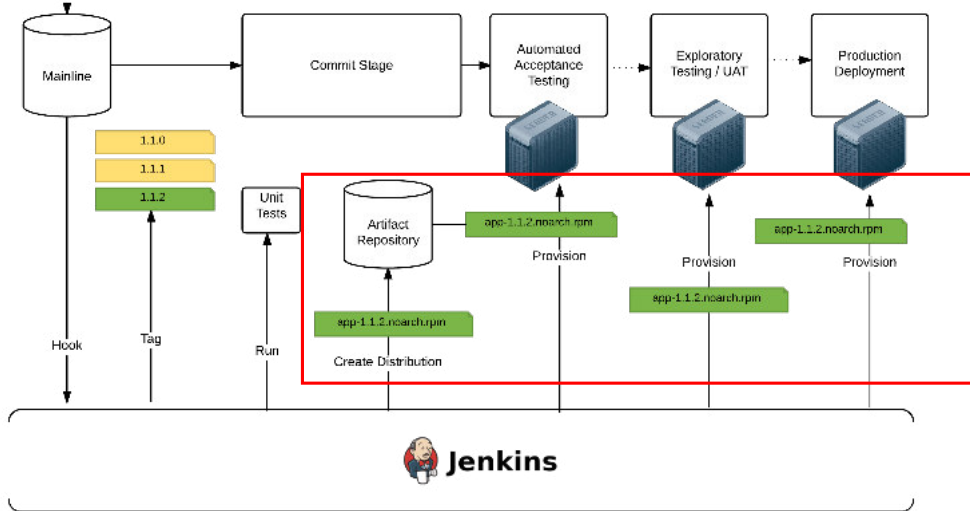 Mainline
Commit Stage
Automated
Acceptance
Testing
Exploratory
Testing / UAT
Production
Deployment
1.1.0
1.1.1
1.1.2
Unit
Tests
Artifact
Repository
app-1.1.2.noarch.rpm
Provision
app-1.1.2.noarch.rpm
Provision
Provision
app-1.1.2.noarch.rpm
app-1.1.2.noarch.rpm
Hook
Tag
Run
Create Distribution
Jenkins